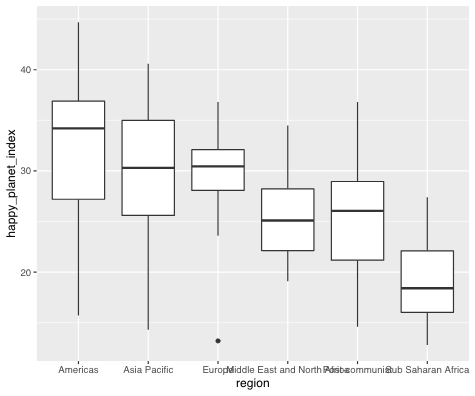 40
30
20
happy_planet_index
Americas
Asia Pacific
Europe
Middle East and North Africa
Post-communist
Sub Saharan Africa
region